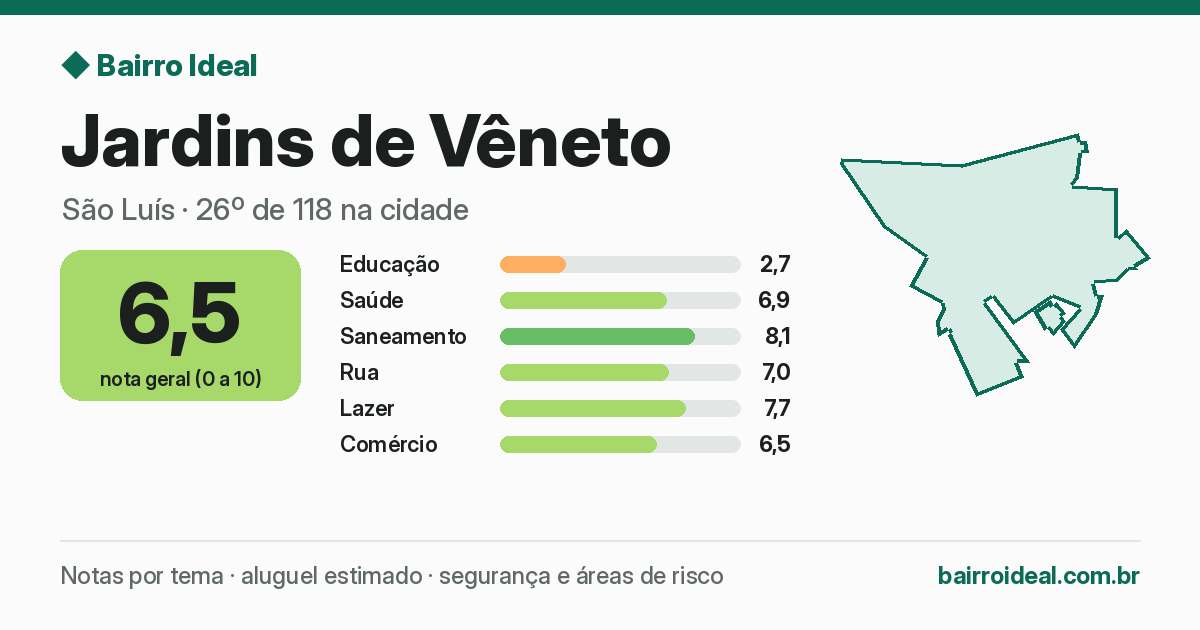 Bairro Ideal
Jardins de Vêneto
São Luís · 26º de 118 na cidade
6,5
nota geral (0 a 10)
Educação 2,7
Saúde 6,9
Saneamento 8,1
Rua 7,0
Lazer 7,7
Comércio 6,5
Notas por tema · aluguel estimado · segurança e áreas de risco
bairroideal.com.br